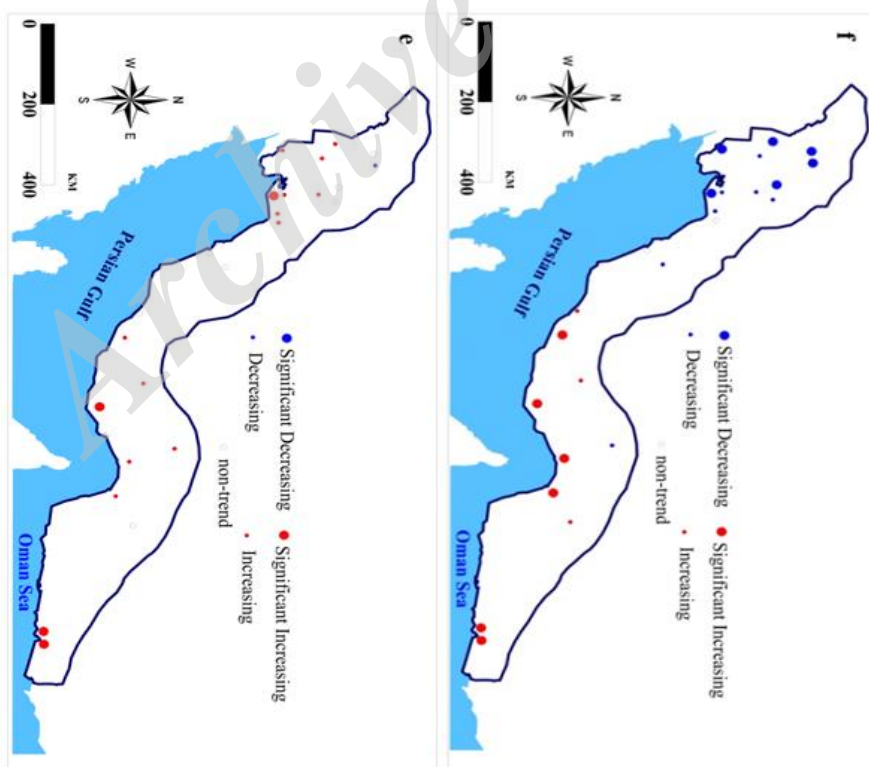 e
W
N
S
E
0
200
400
KM
Persian Gulf
Oman Sea
Significant Decreasing
Significant Increasing
Decreasing
non-trend
Increasing
f
W
N
S
E
0
200
400
KM
Persian Gulf
Oman Sea
Significant Decreasing
Significant Increasing
Decreasing
non-trend
Increasing
Archive